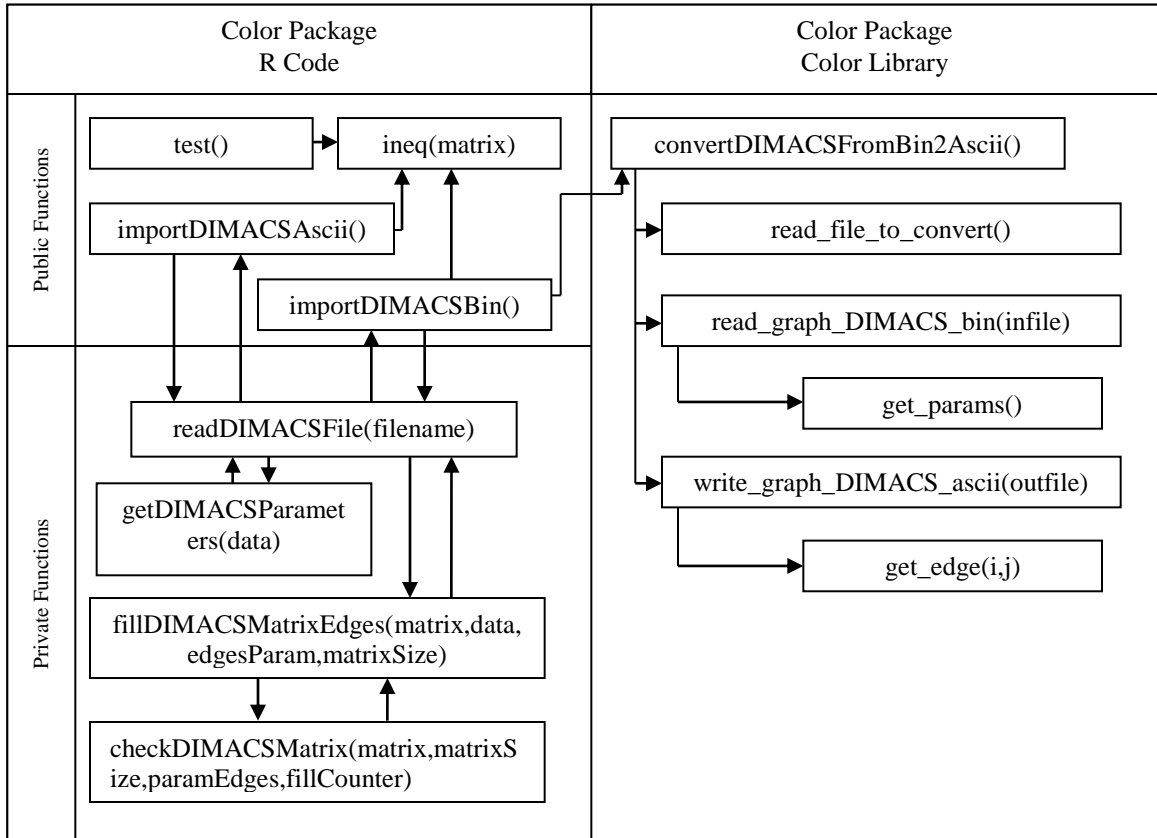 Color Package
R Code
Color Package
Color Library
Public Functions
test()
ineq(matrix)
importDIMACSAscii()
importDIMACSBin()
Private Functions
readDIMACSFile(filename)
getDIMACSParamet
ers(data)
fillDIMACSMatrixEdges(matrix,data,
edgesParam,matrixSize)
checkDIMACSMatrix(matrix,matrixS
ize,paramEdges,fillCounter)
convertDIMACSFromBin2Ascii()
read_file_to_convert()
read_graph_DIMACS_bin(infile)
get_params()
write_graph_DIMACS_ascii(outfile)
get_edge(i,j)